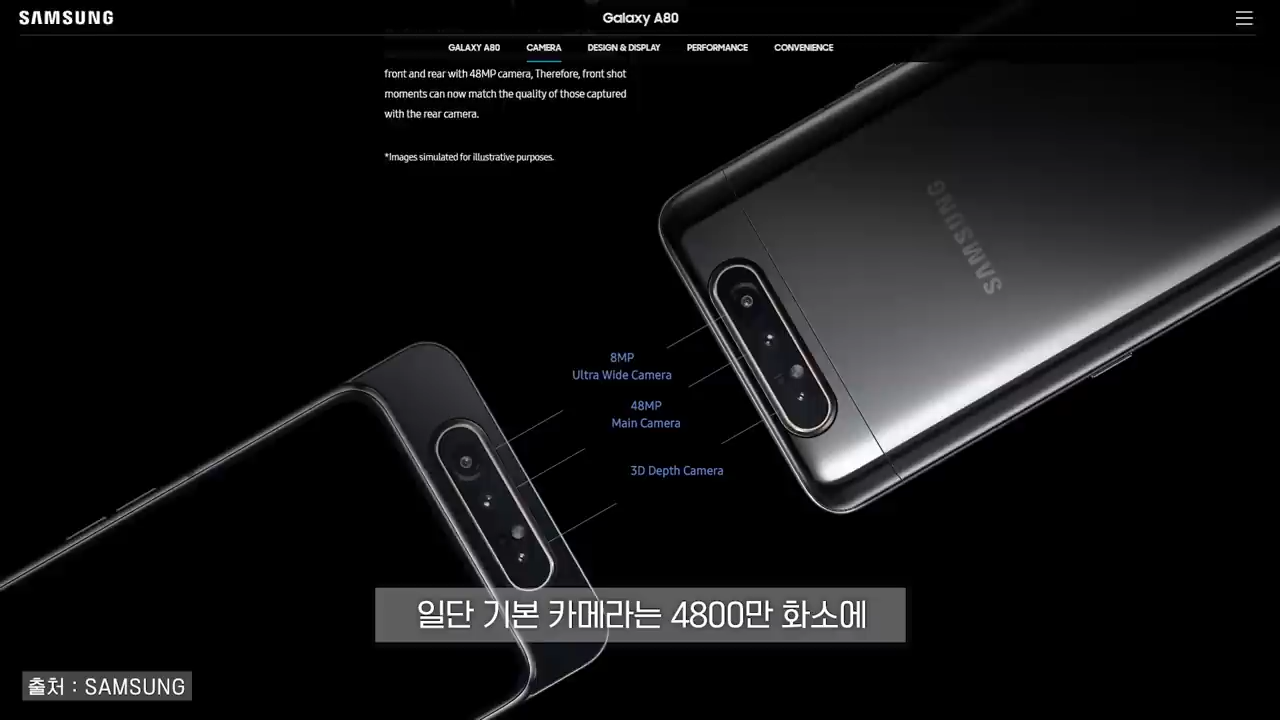 SAMSUNG
Galaxy A80
GALAXY A80 CAMERA DESIGN & DISPLAY PERFORMANCE CONVENIENCE
front and rear with 48MP camera, Therefore, front shot
moments can now match the quality of those captured
with the rear camera.
*Images simulated for illustrative purposes.
SAMSUNG
8MP
Ultra Wide Camera
48MP
Main Camera
3D Depth Camera
일단 기본 카메라는 4800만 화소에
출처 : SAMSUNG